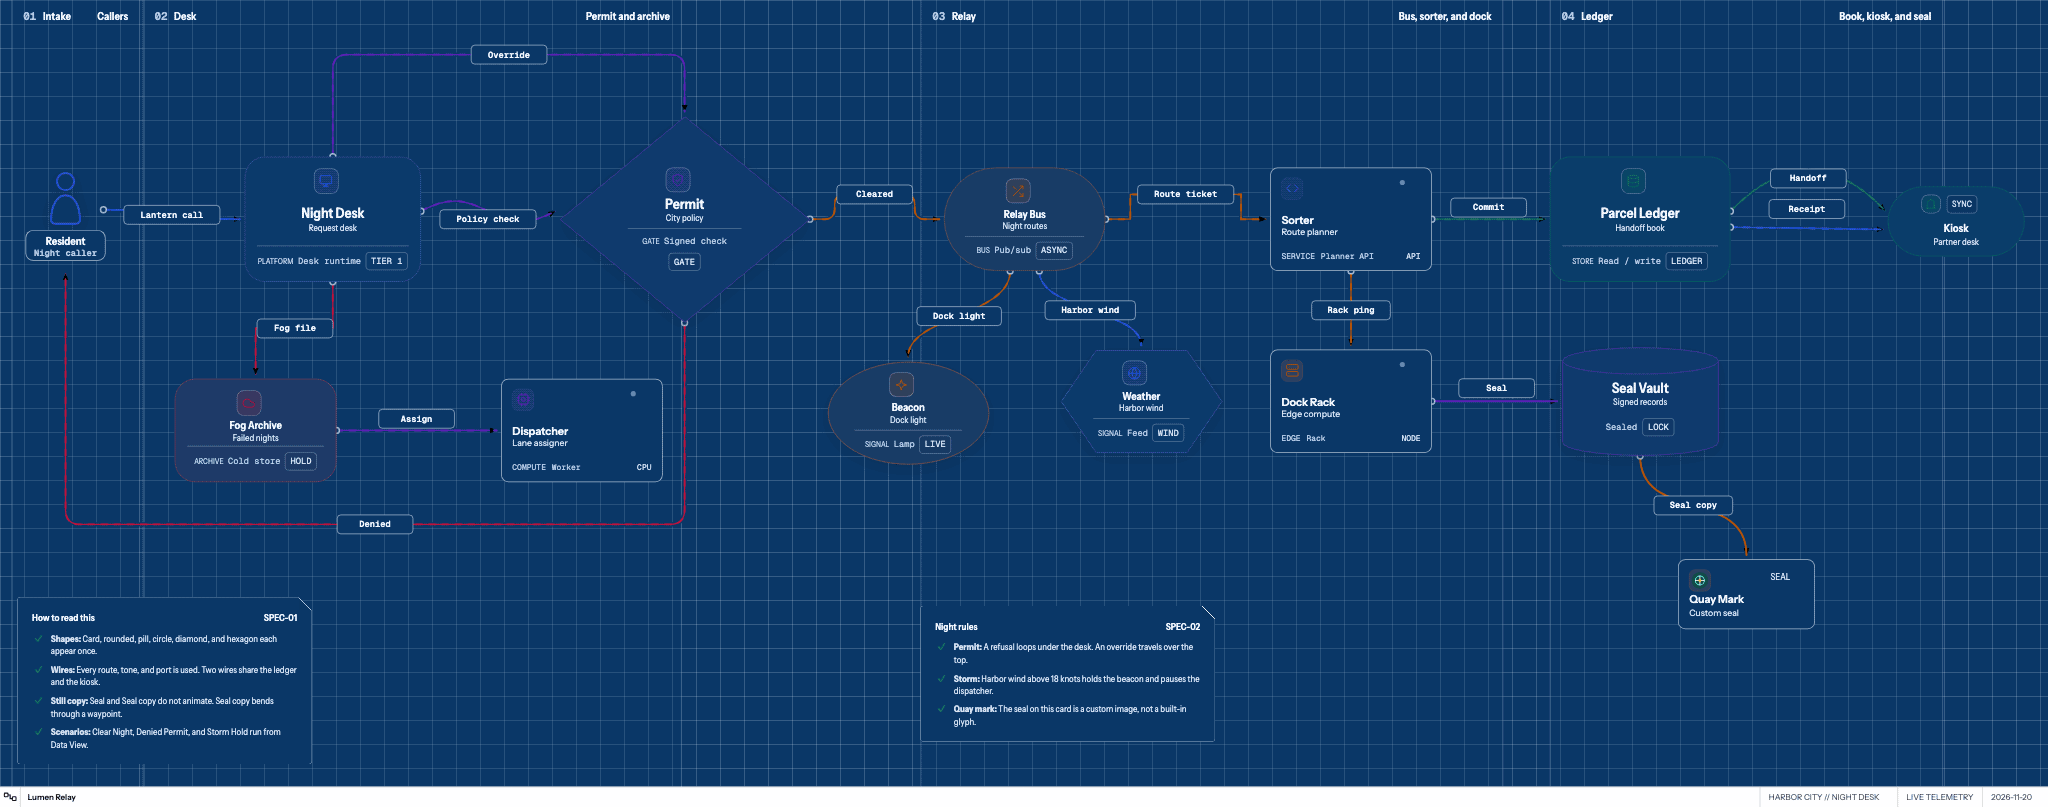 01 Intake
Callers
02 Desk
Permit and archive
03 Relay
Bus, sorter, and dock
04 Ledger
Book, kiosk, and seal
Override
Resident
Night caller
Lantern call
Night Desk
Request desk
PLATFORM Desk runtime TIER 1
Policy check
Permit
City policy
GATE Signed check
GATE
Cleared
Relay Bus
Night routes
BUS Pub/sub ASYNC
Route ticket
Sorter
Route planner
SERVICE Planner API API
Commit
Parcel Ledger
Handoff book
STORE Read / write LEDGER
Handoff
Receipt
SYNC
Kiosk
Partner desk
Fog file
Dock light
Harbor wind
Rack ping
Fog Archive
Failed nights
ARCHIVE Cold store HOLD
Assign
Dispatcher
Lane assigner
COMPUTE Worker CPU
Beacon
Dock light
SIGNAL Lamp LIVE
Weather
Harbor wind
SIGNAL Feed WIND
Dock Rack
Edge compute
EDGE Rack NODE
Seal
Seal Vault
Signed records
Sealed LOCK
Denied
Seal copy
SEAL
Quay Mark
Custom seal
How to read this SPEC-01
Shapes: Card, rounded, pill, circle, diamond, and hexagon each
appear once.
Wires: Every route, tone, and port is used. Two wires share the ledger
and the kiosk.
Still copy: Seal and Seal copy do not animate. Seal copy bends
through a waypoint.
Scenarios: Clear Night, Denied Permit, and Storm Hold run from
Data View.
Night rules SPEC-02
Permit: A refusal loops under the desk. An override travels over the
top.
Storm: Harbor wind above 18 knots holds the beacon and pauses the
dispatcher.
Quay mark: The seal on this card is a custom image, not a built-in
glyph.
Lumen Relay
HARBOR CITY // NIGHT DESK
LIVE TELEMETRY
2026-11-20